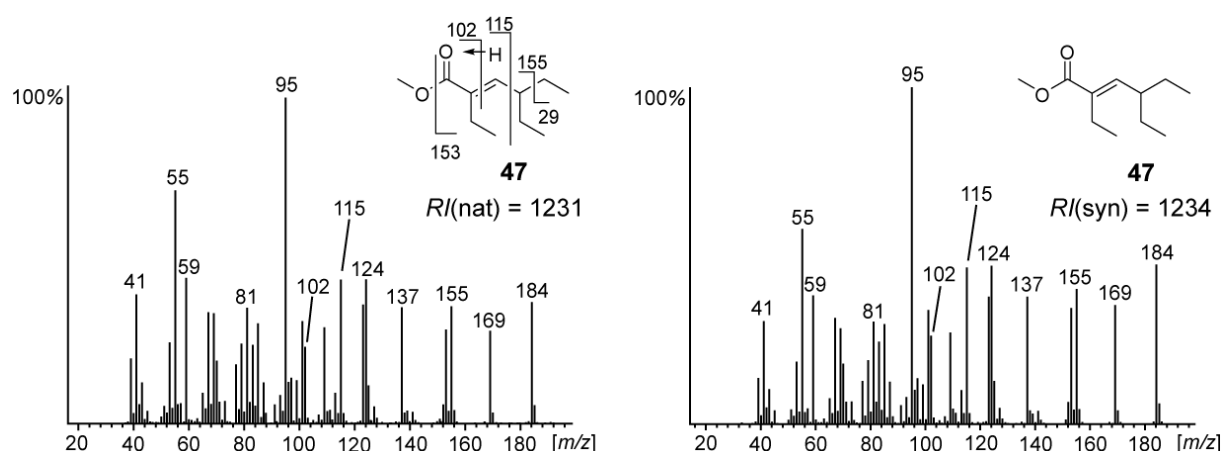 102 115
O H O
155 95
95
100% O 100% O
29
153
47 47
55
115 RI(nat) = 1231 115 RI(syn) = 1234
55
59 124 124 184
41 102 59 102
81 137 155 184 41 81 137 155 169
169
20 40 60 80 100 120 140 160 180 [m/z] 20 40 60 80 100 120 140 160 180 [m/z]